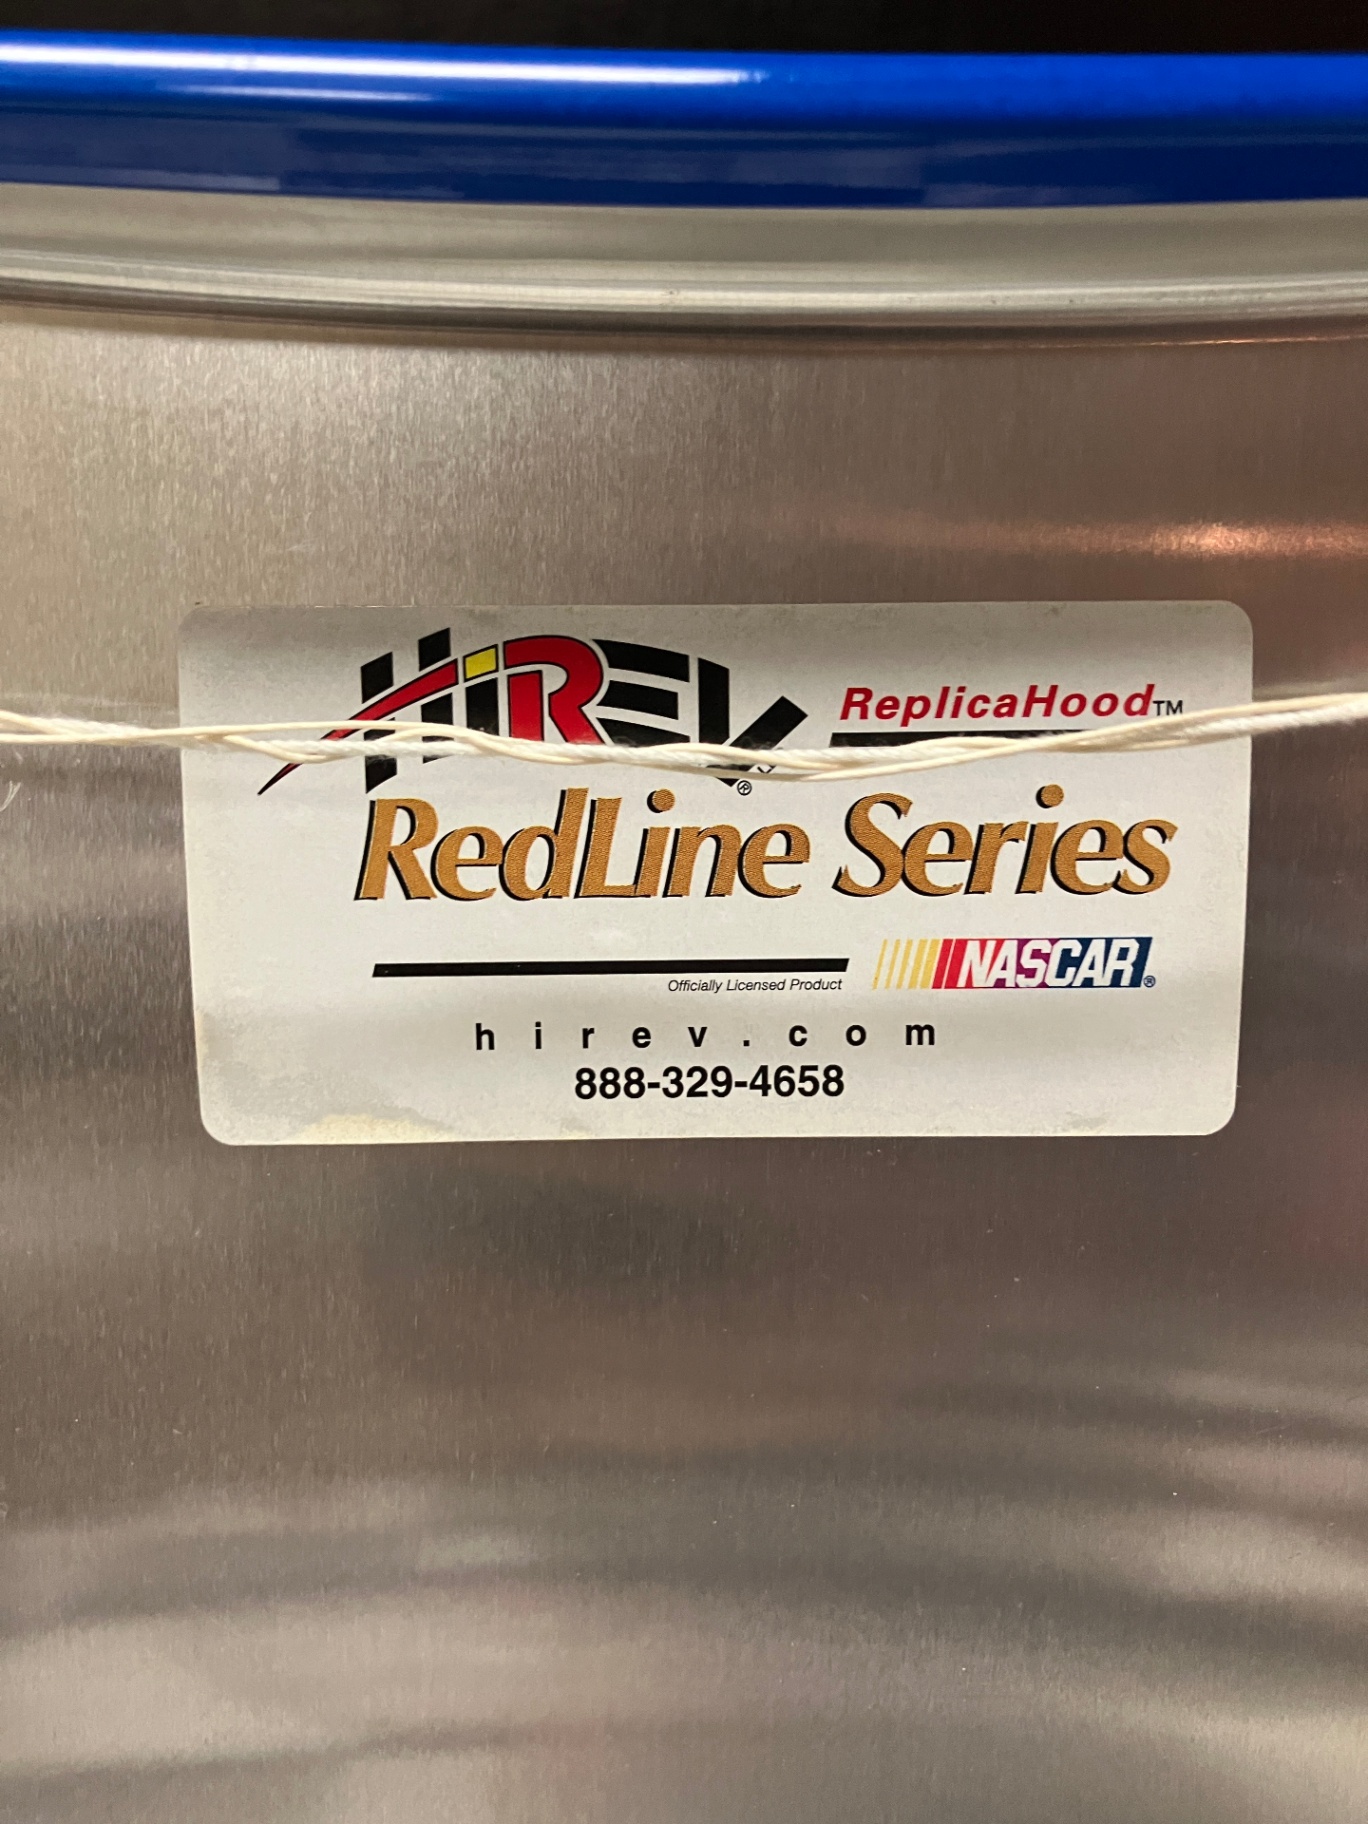 HiREV®
ReplicaHood™
RedLine Series
Officially Licensed Product
NASCAR®
hirev.com
888-329-4658